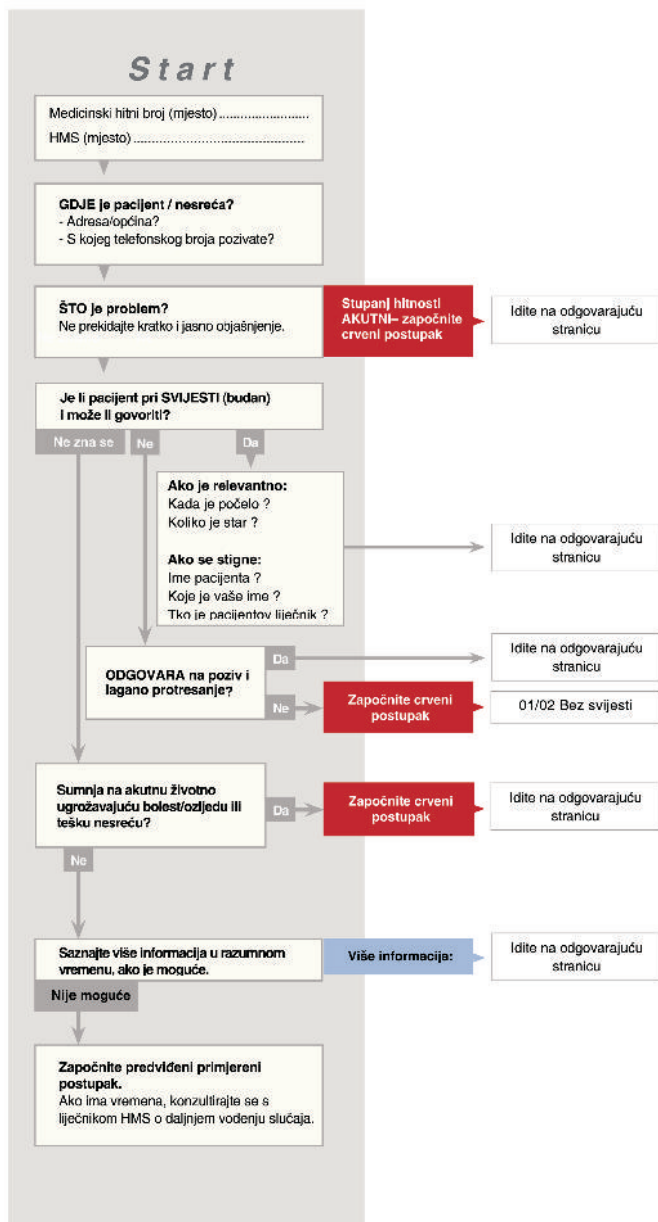 Start
Medicinski hitni broj (mjesto) ........................
HMS (mjesto) .............................................
GDJE je pacijent / nesreća?
- Adresa/općina?
- S kojeg telefonskog broja pozivate?
ŠTO je problem?
Ne prekidajte kratko i jasno objašnjenje.
Stupanj hitnosti
AKUTNI– započnite
crveni postupak
Idite na odgovarajuću
stranicu
Je li pacijent pri SVIJESTI (budan)
I može li govoriti?
Ne zna se
Ne
Da
Ako je relevantno:
Kada je počelo ?
Koliko je star ?
Ako se stigne:
Ime pacijenta ?
Koje je vaše ime ?
Tko je pacijentov liječnik ?
Idite na odgovarajuću
stranicu
ODGOVARA na poziv i
lagano protresanje?
Da
Idite na odgovarajuću
stranicu
Ne
Započnite crveni
postupak
01/02 Bez svijesti
Sumnja na akutnu životno
ugrožavajuću bolest/ozljedu ili
tešku nesreću?
Da
Započnite crveni
postupak
Idite na odgovarajuću
stranicu
Ne
Saznajte više informacija u razumnom
vremenu, ako je moguće.
Više informacija:
Idite na odgovarajuću
stranicu
Nije moguće
Započnite predviđeni primjereni
postupak.
Ako ima vremena, konzultirajte se s
liječnikom HMS o daljnjem vođenju slučaja.